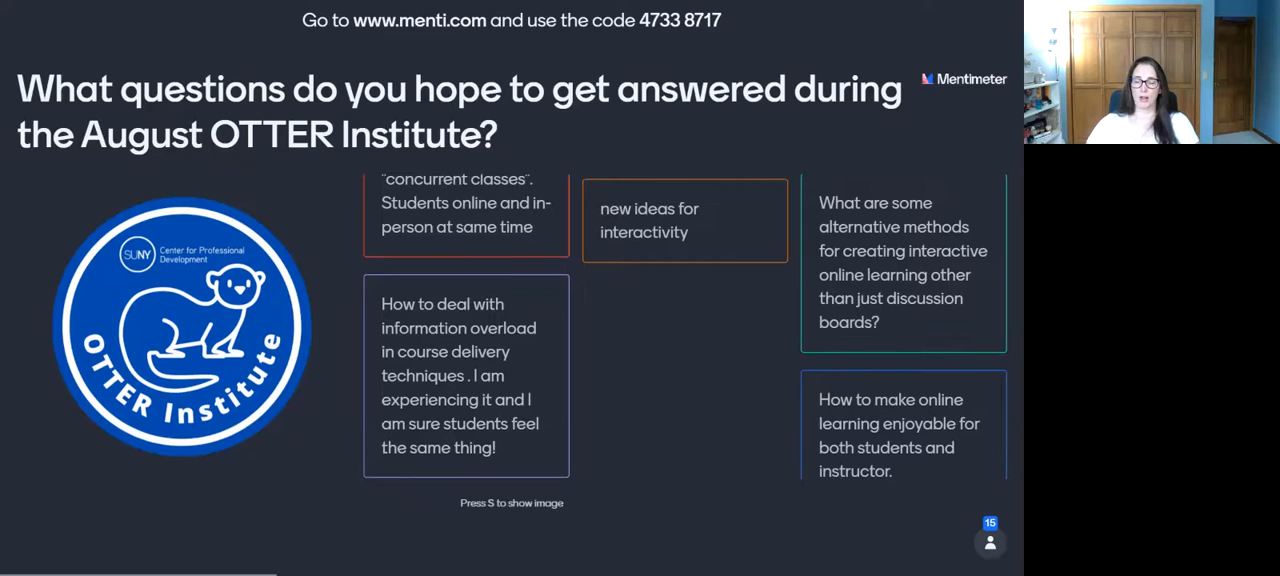 Go to www.menti.com and use the code 4733 8717
What questions do you hope to get answered during
the August OTTER Institute?
Mentimeter
SUNY
Center for Professional
Development
OTTER Institute
"concurrent classes".
Students online and in-
person at same time
How to deal with
information overload
in course delivery
techniques . I am
experiencing it and I
am sure students feel
the same thing!
new ideas for
interactivity
What are some
alternative methods
for creating interactive
online learning other
than just discussion
boards?
How to make online
learning enjoyable for
both students and
instructor.
Press S to show image
15